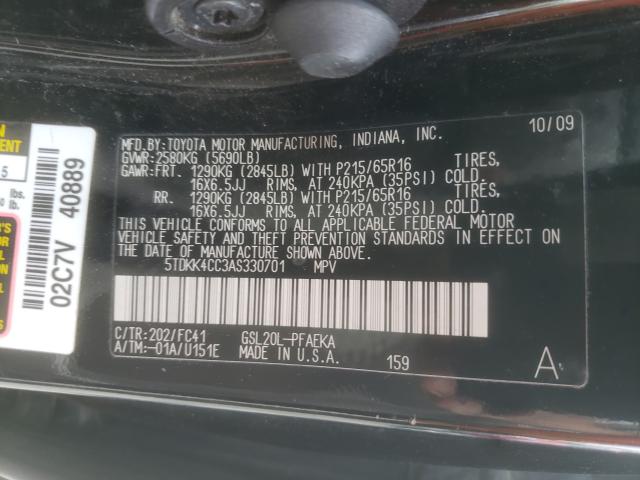 MFD.BY:TOYOTA MOTOR MANUFACTURING, INDIANA, INC. 10/09
GVWR:2580KG (5690LB)
GAWR:FRT. 1290KG (2845LB) WITH P215/65R16 TIRES,
16X6.5JJ RIMS, AT 240KPA (35PSI) COLD.
RR. 1290KG (2845LB) WITH P215/65R16 TIRES,
16X6.5JJ RIMS, AT 240KPA (35PSI) COLD.
THIS VEHICLE CONFORMS TO ALL APPLICABLE FEDERAL MOTOR
VEHICLE SAFETY AND THEFT PREVENTION STANDARDS IN EFFECT ON
THE DATE OF MANUFACTURE SHOWN ABOVE.
5TDKK4CC3AS330701 MPV
C/TR:202/FC41 GSL20L-PFAEKA
A/TM:-01A/U151E MADE IN U.S.A. 159 A
02C7V 40889
lbs.
lb.